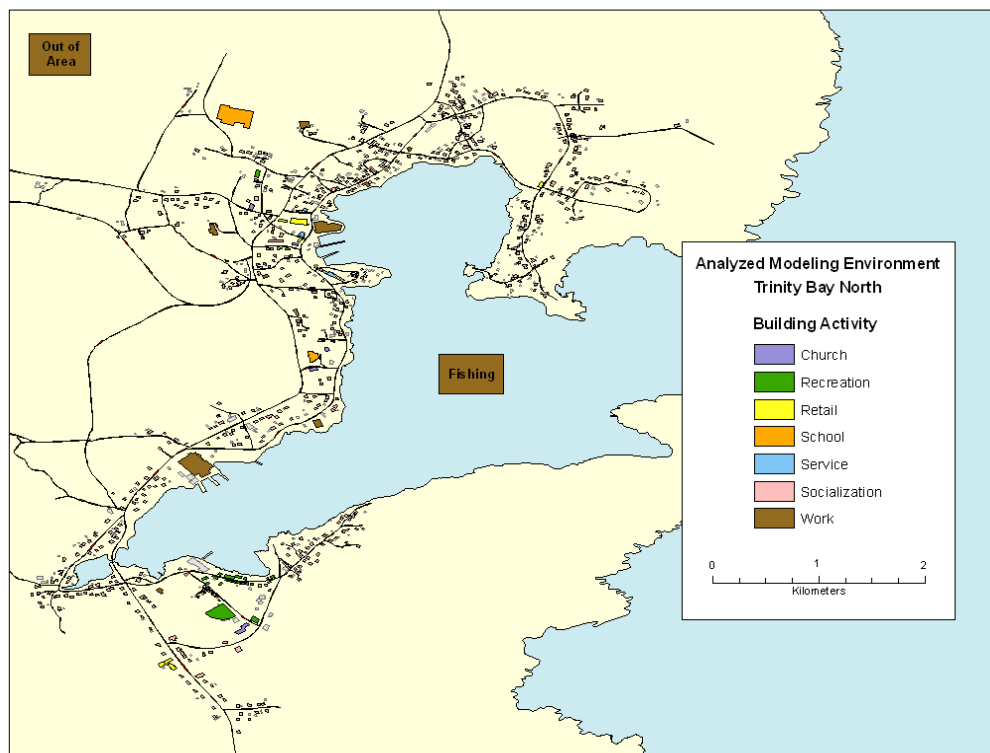 Out of
Area
Fishing
Analyzed Modeling Environment
Trinity Bay North
Building Activity
Church
Recreation
Retail
School
Service
Socialization
Work
0 1 2
Kilometers